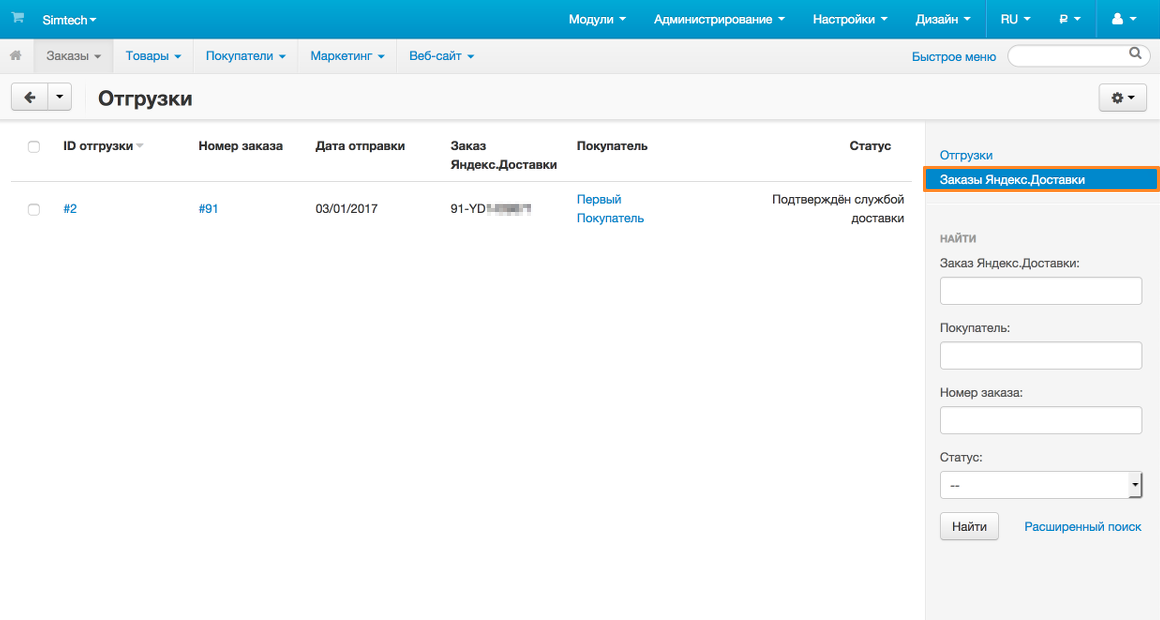 Simtech
Модули
Администрирование
Настройки
Дизайн
RU
₽
Заказы
Товары
Покупатели
Маркетинг
Веб-сайт
Быстрое меню
Отгрузки
ID отгрузки
Номер заказа
Дата отправки
Заказ
Яндекс.Доставки
Покупатель
Статус
#2
#91
03/01/2017
91-YD
Первый
Покупатель
Подтверждён службой
доставки
Отгрузки
Заказы Яндекс.Доставки
НАЙТИ
Заказ Яндекс.Доставки:
Покупатель:
Номер заказа:
Статус:
--
Найти
Расширенный поиск